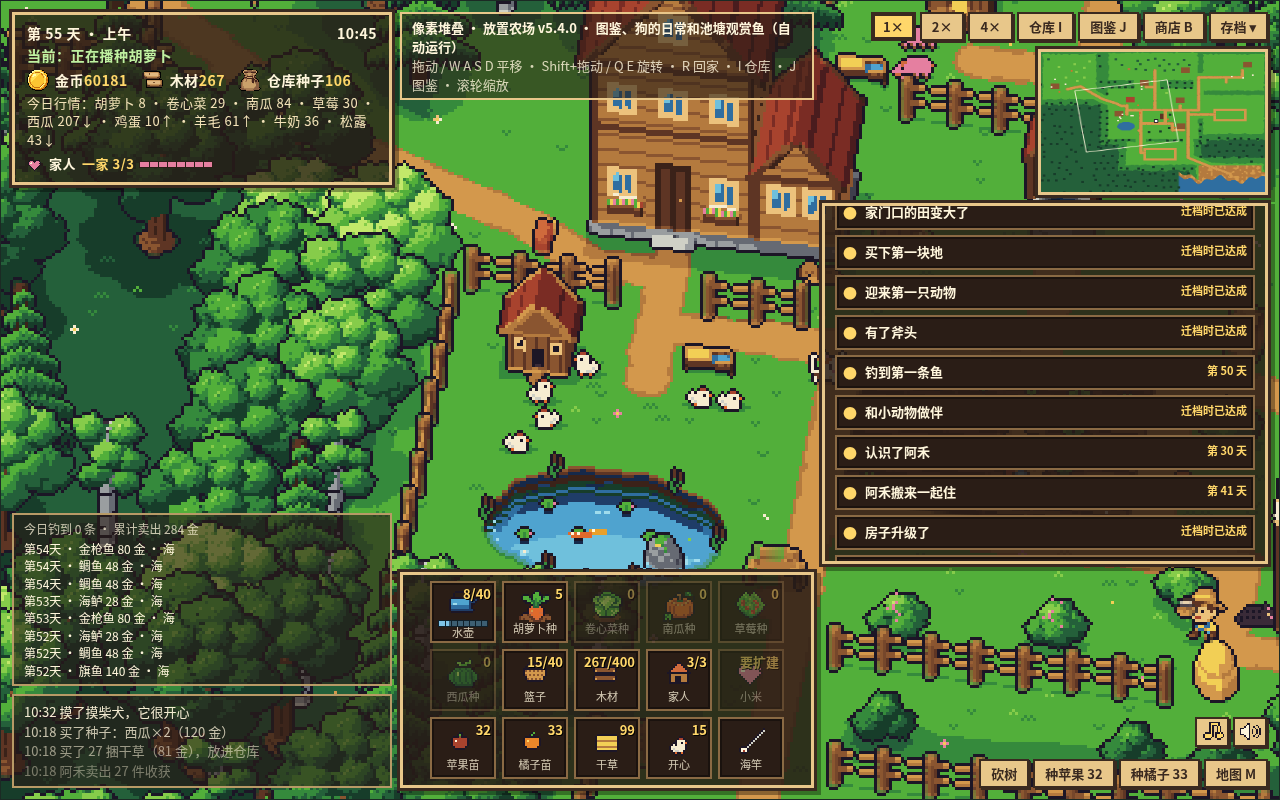 第 55 天 · 上午 10:45
当前: 正在播种胡萝卜
金币60181 木材267 仓库种子106
今日行情: 胡萝卜 8 · 卷心菜 29 · 南瓜 84 · 草莓 30 ·
西瓜 207↓ · 鸡蛋 10↑ · 羊毛 61↑ · 牛奶 36 · 松露
43↓
家人 一家 3/3
像素堆叠 · 放置农场 v5.4.0 · 图鉴、狗的日常和池塘观赏鱼（自
动运行）
拖动 / W A S D 平移 · Shift+拖动 / Q E 旋转 · R 回家 · I 仓库 · J
图鉴 · 滚轮缩放
1× 2× 4× 仓库 I 图鉴 J 商店 B 存档▾
家门口的田变大了 迁档时已达成
买下第一块地 迁档时已达成
迎来第一只动物 迁档时已达成
有了斧头 迁档时已达成
钓到第一条鱼 第 50 天
和小动物做伴 迁档时已达成
认识了阿禾 第 30 天
阿禾搬来一起住 第 41 天
房子升级了 迁档时已达成
今日钓到 0 条 · 累计卖出 284 金
第54天 · 金枪鱼 80 金 · 海
第54天 · 鲷鱼 48 金 · 海
第54天 · 鲷鱼 48 金 · 海
第53天 · 海鲈 28 金 · 海
第53天 · 金枪鱼 80 金 · 海
第52天 · 海鲈 28 金 · 海
第52天 · 鲷鱼 48 金 · 海
第52天 · 旗鱼 140 金 · 海
10:32 摸了摸柴犬，它很开心
10:18 买了种子: 西瓜×2（120 金）
10:18 买了 27 捆干草（81 金），放进仓库
10:18 阿禾卖出 27 件收获
8/40 5 0 0 0
水壶 胡萝卜种 卷心菜种 南瓜种 草莓种
0 15/40 267/400 3/3 要扩建
西瓜种 篮子 木材 家人 小米
32 33 99 15
苹果苗 橘子苗 干草 开心 海竿
砍树 种苹果 32 种橘子 33 地图 M